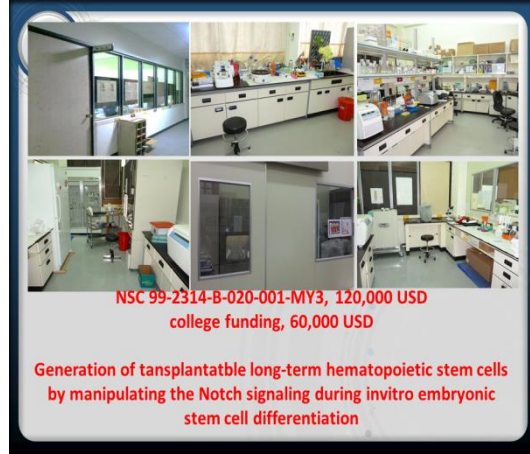 NSC 99-2314-B-020-001-MY3, 120,000 USD
college funding, 60,000 USD
Generation of tansplantatble long-term hematopoietic stem cells
by manipulating the Notch signaling during invitro embryonic
stem cell differentiation